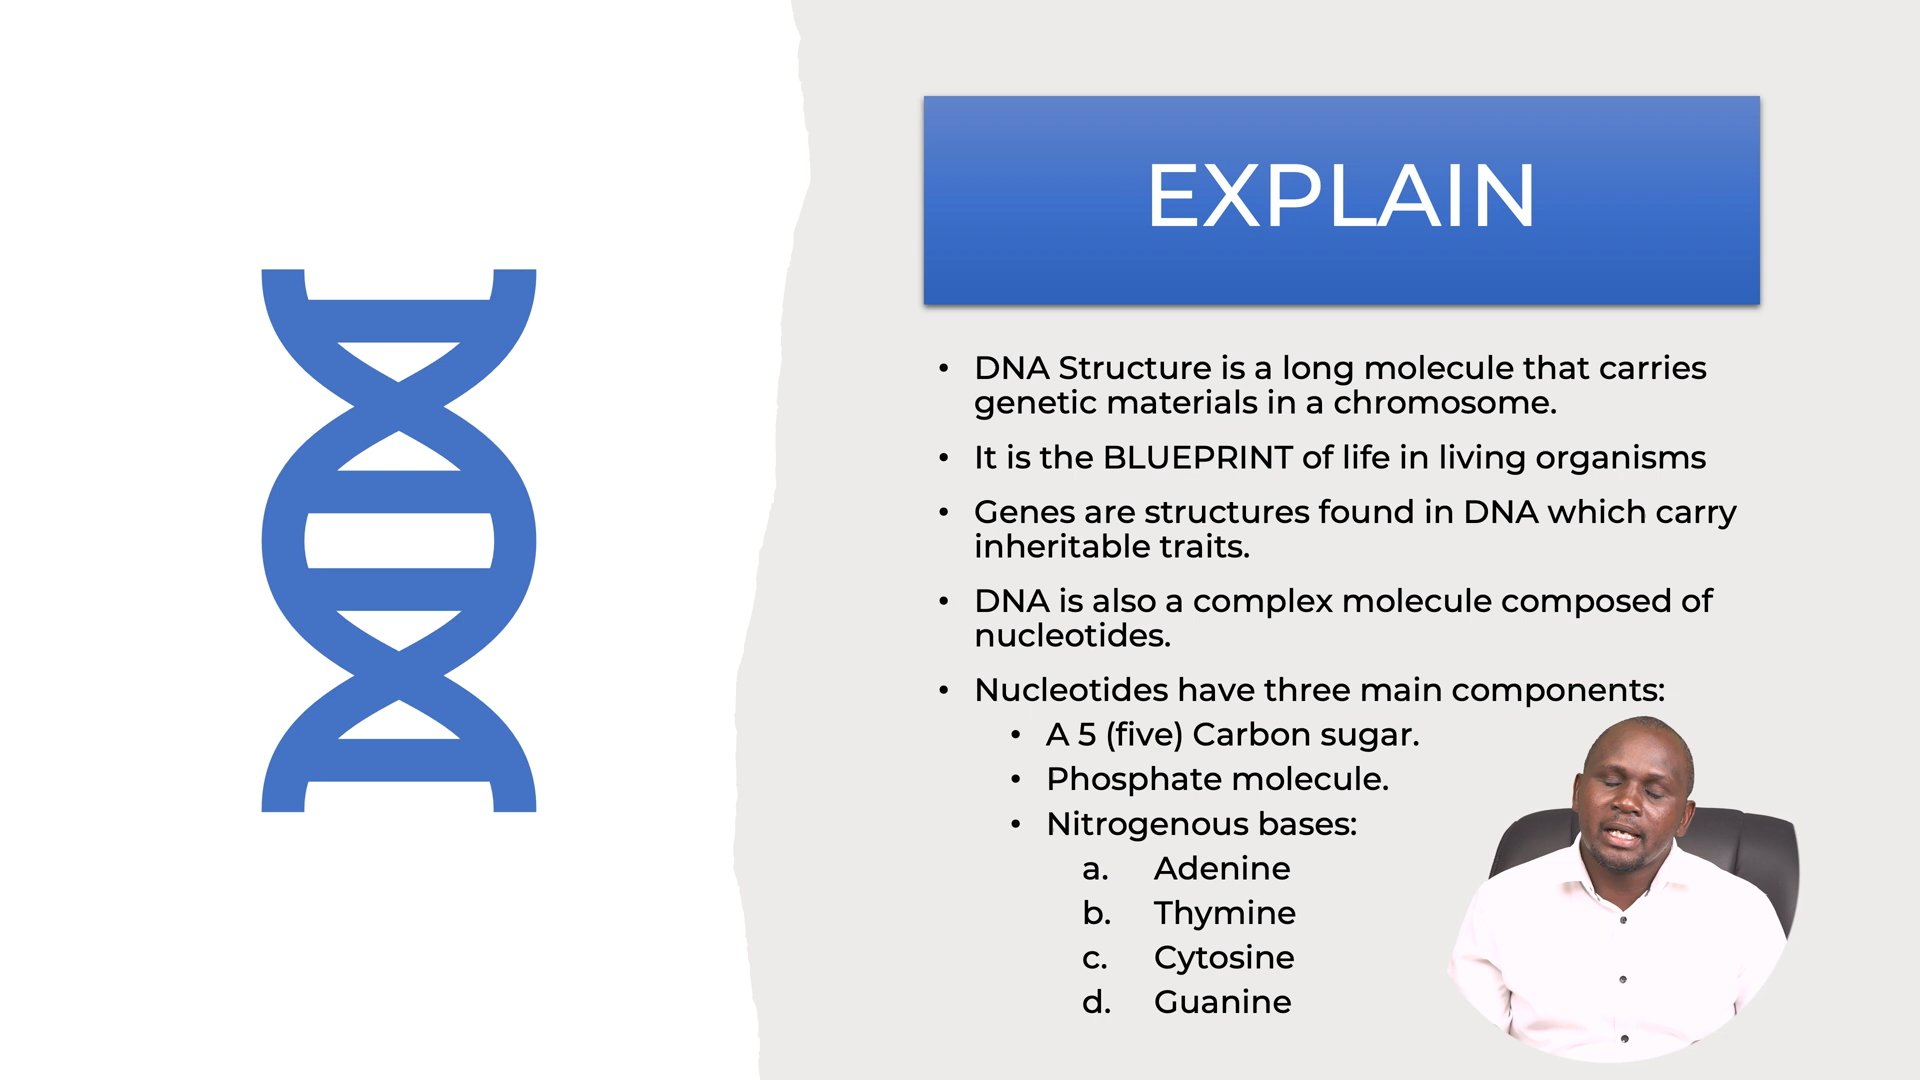 EXPLAIN
• DNA Structure is a long molecule that carries
genetic materials in a chromosome.
• It is the BLUEPRINT of life in living organisms
• Genes are structures found in DNA which carry
inheritable traits.
• DNA is also a complex molecule composed of
nucleotides.
• Nucleotides have three main components:
• A 5 (five) Carbon sugar.
• Phosphate molecule.
• Nitrogenous bases:
a. Adenine
b. Thymine
c. Cytosine
d. Guanine